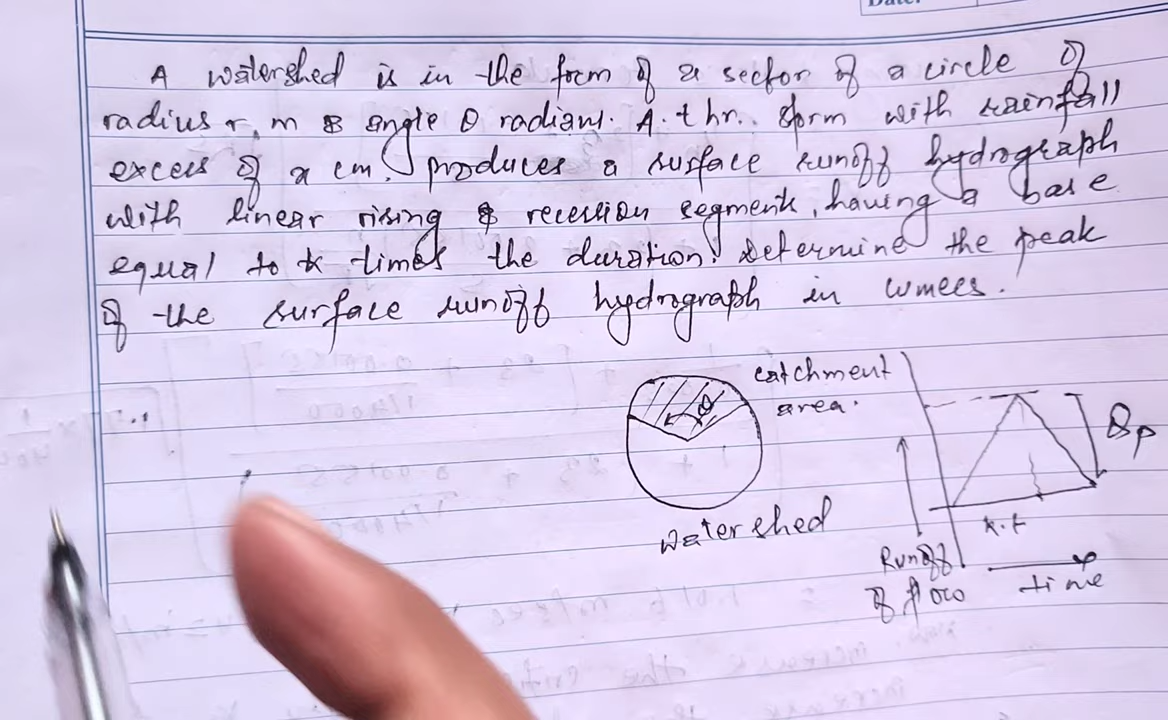 A watershed is in the form of a sector of a circle of
radius r, m & angle θ radians. A. t hr. storm with rainfall
excess of x cm. produces a surface runoff hydrograph
with linear rising & recession segments, having a base
equal to k times the duration. Determine the peak
of the surface runoff hydrograph in cumecs.
catchment
area.
θ
watershed
Qp
k.t
Runoff
of flow
time